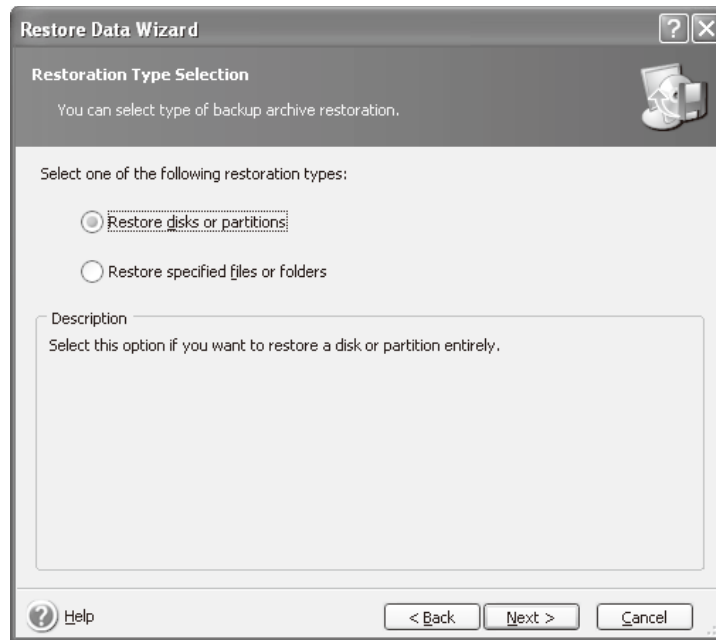 Restore Data Wizard
Restoration Type Selection
You can select type of backup archive restoration.
Select one of the following restoration types:
Restore disks or partitions
Restore specified files or folders
Description
Select this option if you want to restore a disk or partition entirely.
? Help
< Back
Next >
Cancel